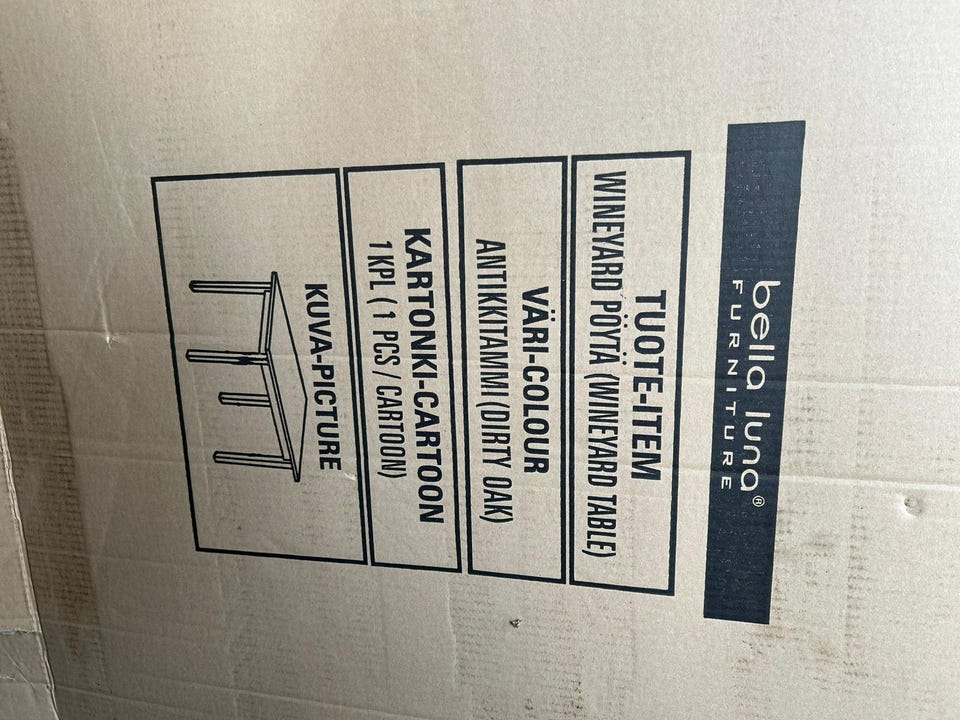 bella luna®
FURNITURE
TUOTE-ITEM
WINEYARD PÖYTÄ (WINEYARD TABLE)
VÄRI-COLOUR
ANTIKKITAMMI (DIRTY OAK)
KARTONKI-CARTOON
1 KPL ( 1 PCS / CARTOON)
KUVA-PICTURE